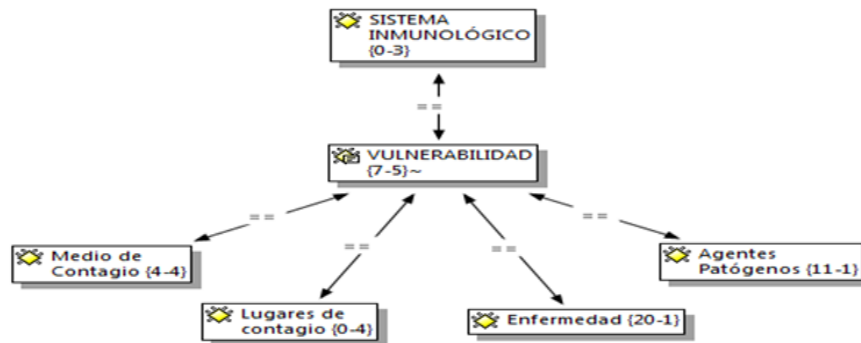 SISTEMA
INMUNOLÓGICO
{0-3}
==
VULNERABILIDAD
{7-5}~
==
==
==
==
Medio de
Contagio {4-4}
Agentes
Patógenos {11-1}
Lugares de
contagio {0-4}
Enfermedad {20-1}